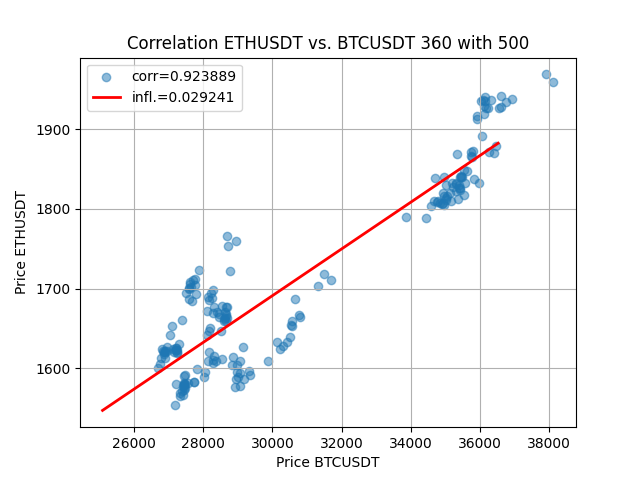 Correlation ETHUSDT vs. BTCUSDT 360 with 500
corr=0.923889
infl.=0.029241
1900
1800
1700
1600
Price ETHUSDT
26000 28000 30000 32000 34000 36000 38000
Price BTCUSDT